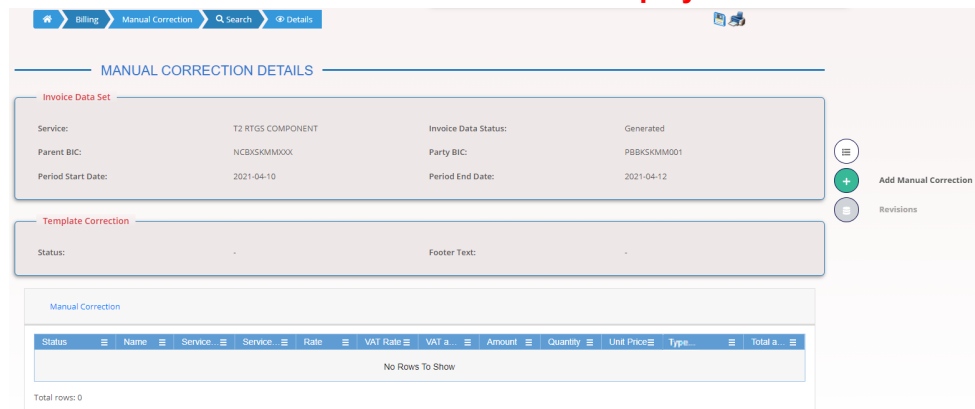 Billing Manual Correction Search Details
MANUAL CORRECTION DETAILS
Invoice Data Set
Service: T2 RTGS COMPONENT Invoice Data Status: Generated
Parent BIC: NCBXSKMMXXX Party BIC: PBBKSKMM001
Period Start Date: 2021-04-10 Period End Date: 2021-04-12
Add Manual Correction
Revisions
Template Correction
Status: - Footer Text: -
Manual Correction
Status Name Service... Service... Rate VAT Rate VAT a... Amount Quantity Unit Price Type... Total a...
No Rows To Show
Total rows: 0